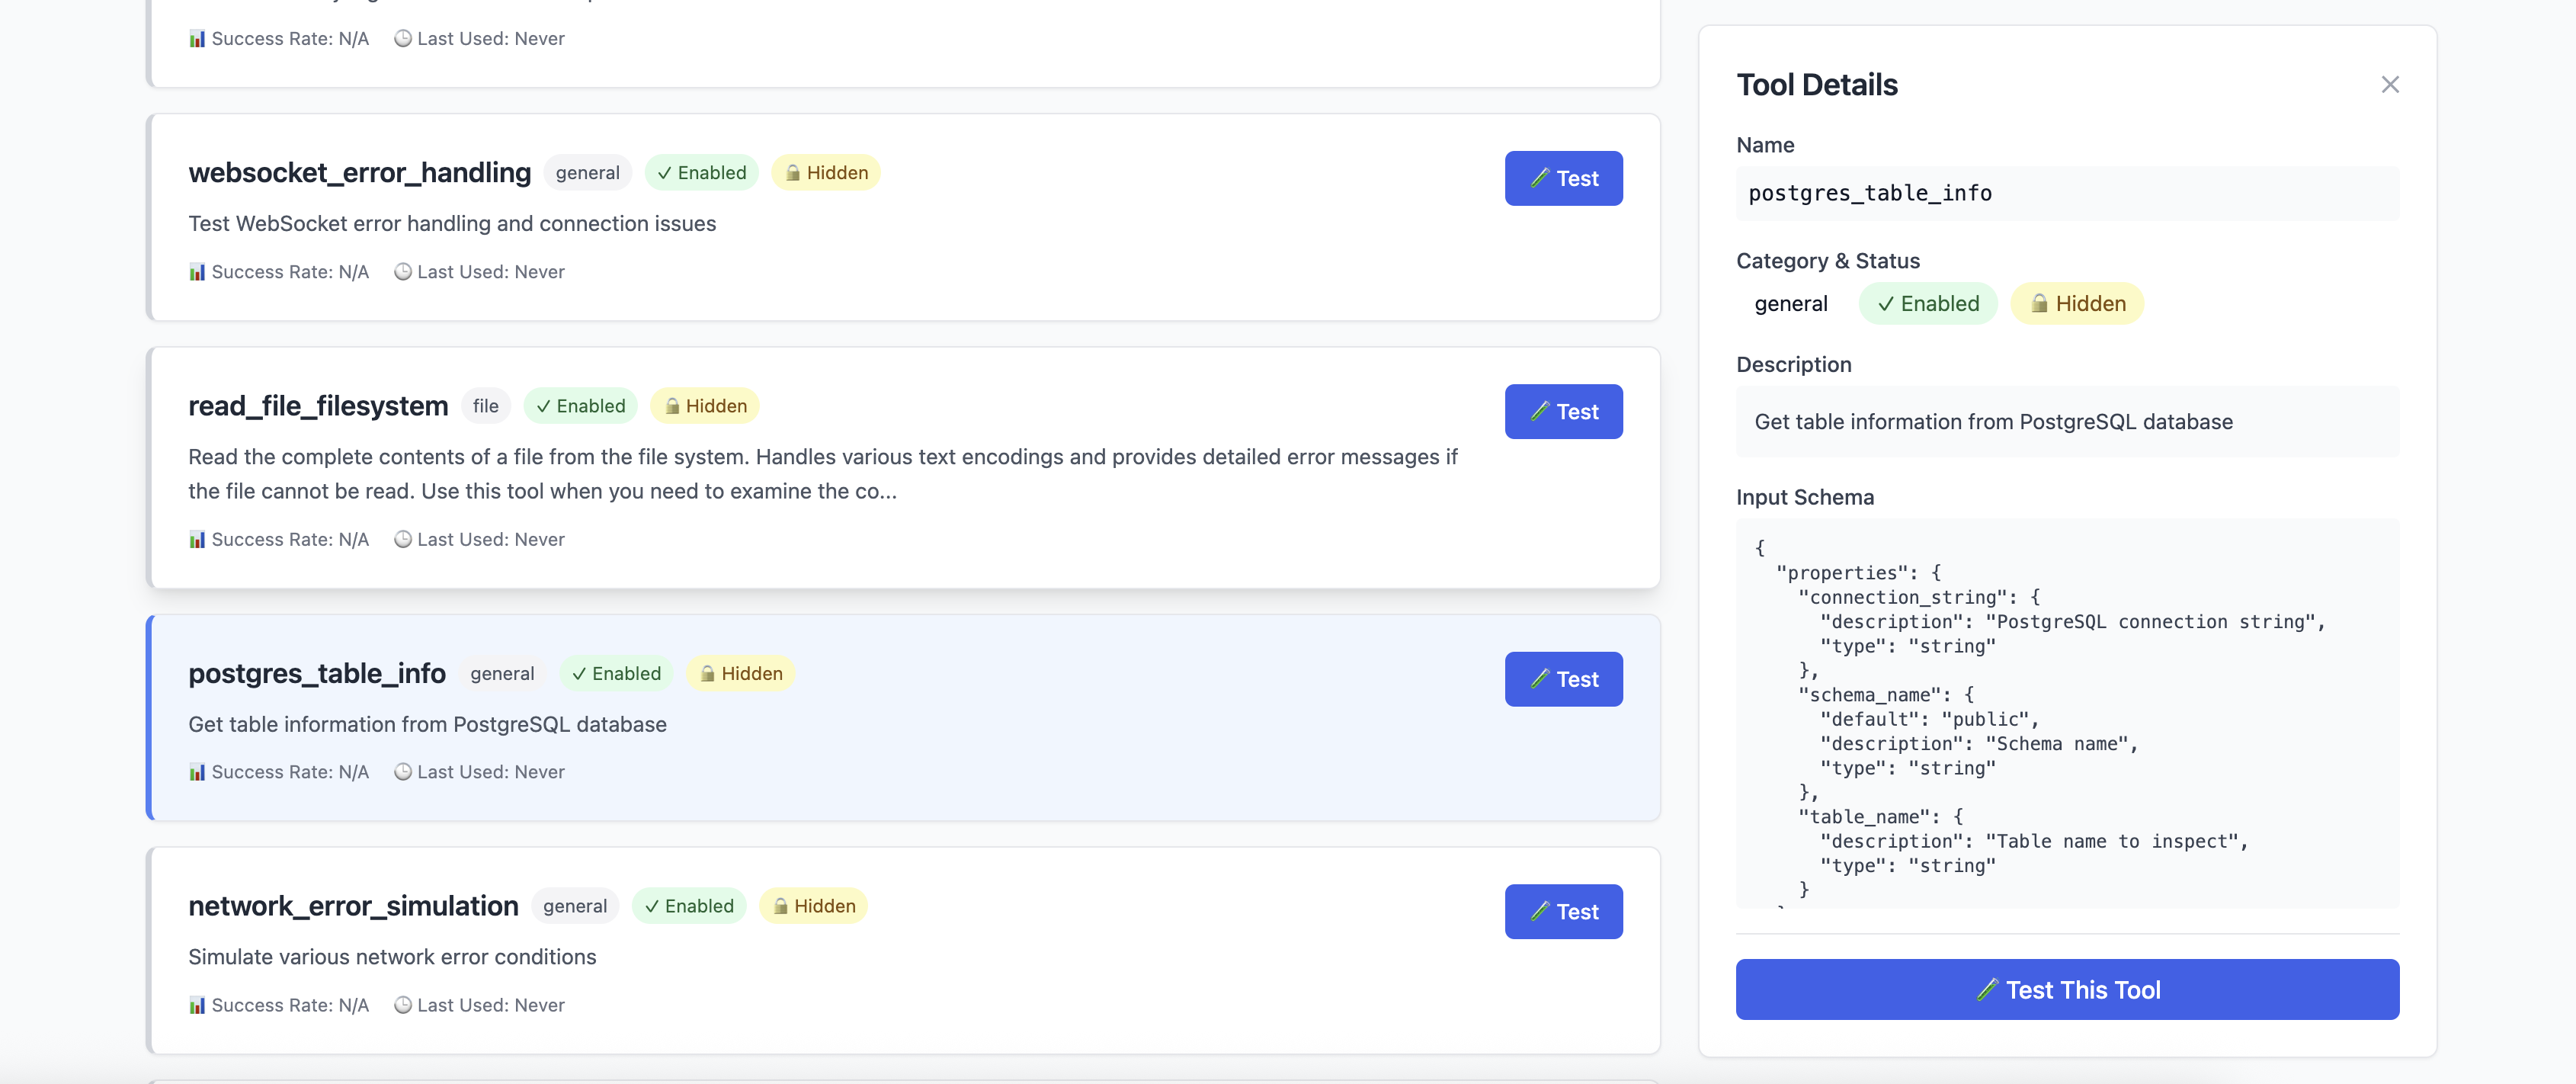 Success Rate: N/A Last Used: Never
websocket_error_handling general ✓ Enabled Hidden
Test
Test WebSocket error handling and connection issues
Success Rate: N/A Last Used: Never
read_file_filesystem file ✓ Enabled Hidden
Test
Read the complete contents of a file from the file system. Handles various text encodings and provides detailed error messages if
the file cannot be read. Use this tool when you need to examine the co...
Success Rate: N/A Last Used: Never
postgres_table_info general ✓ Enabled Hidden
Test
Get table information from PostgreSQL database
Success Rate: N/A Last Used: Never
network_error_simulation general ✓ Enabled Hidden
Test
Simulate various network error conditions
Success Rate: N/A Last Used: Never
Tool Details
Name
postgres_table_info
Category & Status
general ✓ Enabled Hidden
Description
Get table information from PostgreSQL database
Input Schema
{
  "properties": {
    "connection_string": {
      "description": "PostgreSQL connection string",
      "type": "string"
    },
    "schema_name": {
      "default": "public",
      "description": "Schema name",
      "type": "string"
    },
    "table_name": {
      "description": "Table name to inspect",
      "type": "string"
    }
Test This Tool